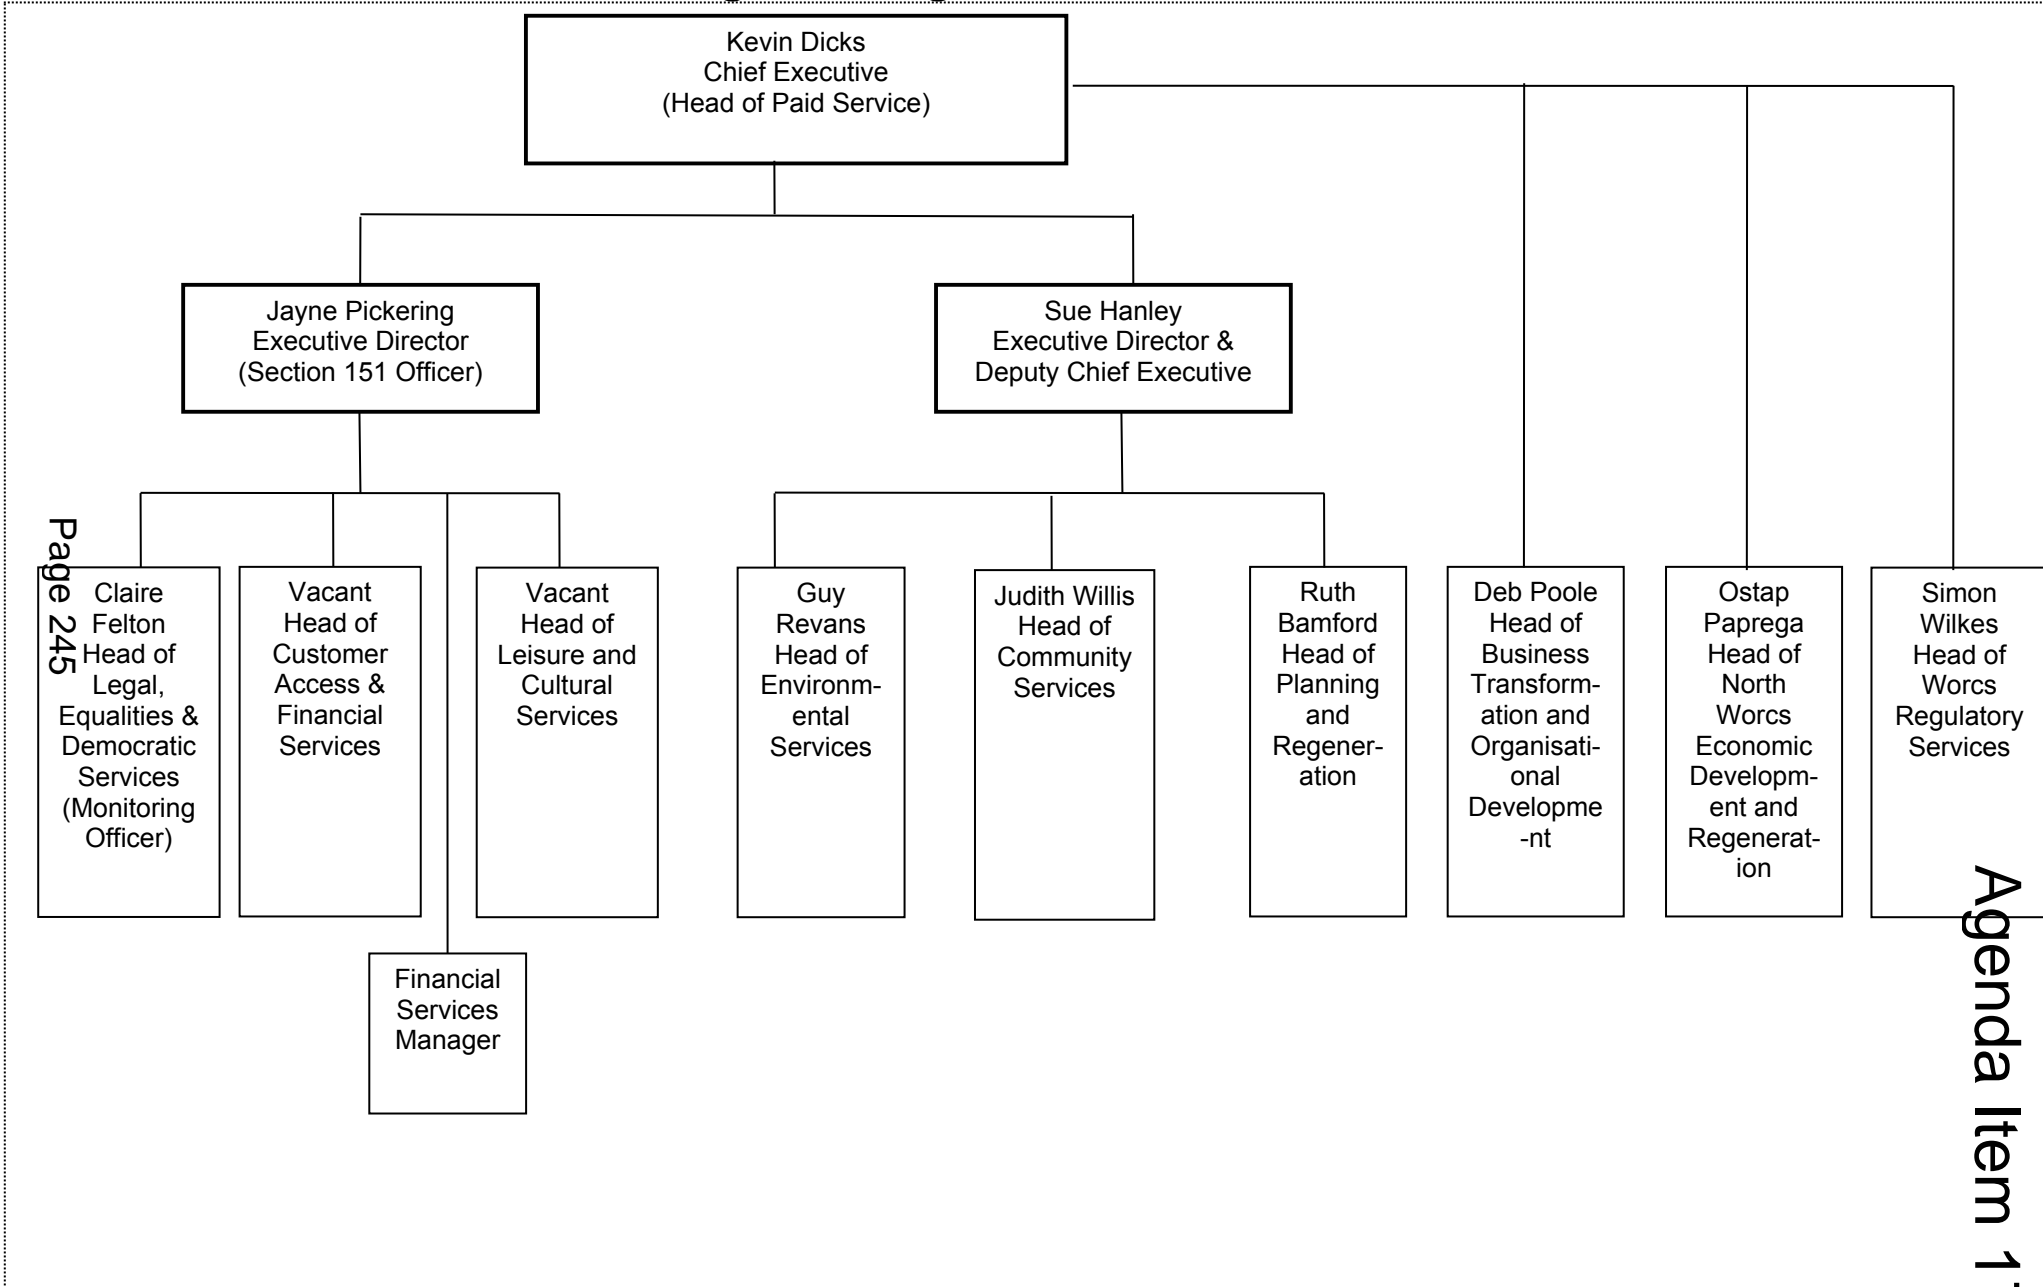 Kevin Dicks
Chief Executive
(Head of Paid Service)
Jayne Pickering
Executive Director
(Section 151 Officer)
Sue Hanley
Executive Director &
Deputy Chief Executive
Page 245
Claire
Felton
Head of
Legal,
Equalities &
Democratic
Services
(Monitoring
Officer)
Vacant
Head of
Customer
Access &
Financial
Services
Vacant
Head of
Leisure and
Cultural
Services
Guy
Revans
Head of
Environm-
ental
Services
Judith Willis
Head of
Community
Services
Ruth
Bamford
Head of
Planning
and
Regener-
ation
Deb Poole
Head of
Business
Transform-
ation and
Organisati-
onal
Developme
-nt
Ostap
Paprega
Head of
North
Worcs
Economic
Developm-
ent and
Regenerat-
ion
Simon
Wilkes
Head of
Worcs
Regulatory
Services
Financial
Services
Manager
Agenda Item